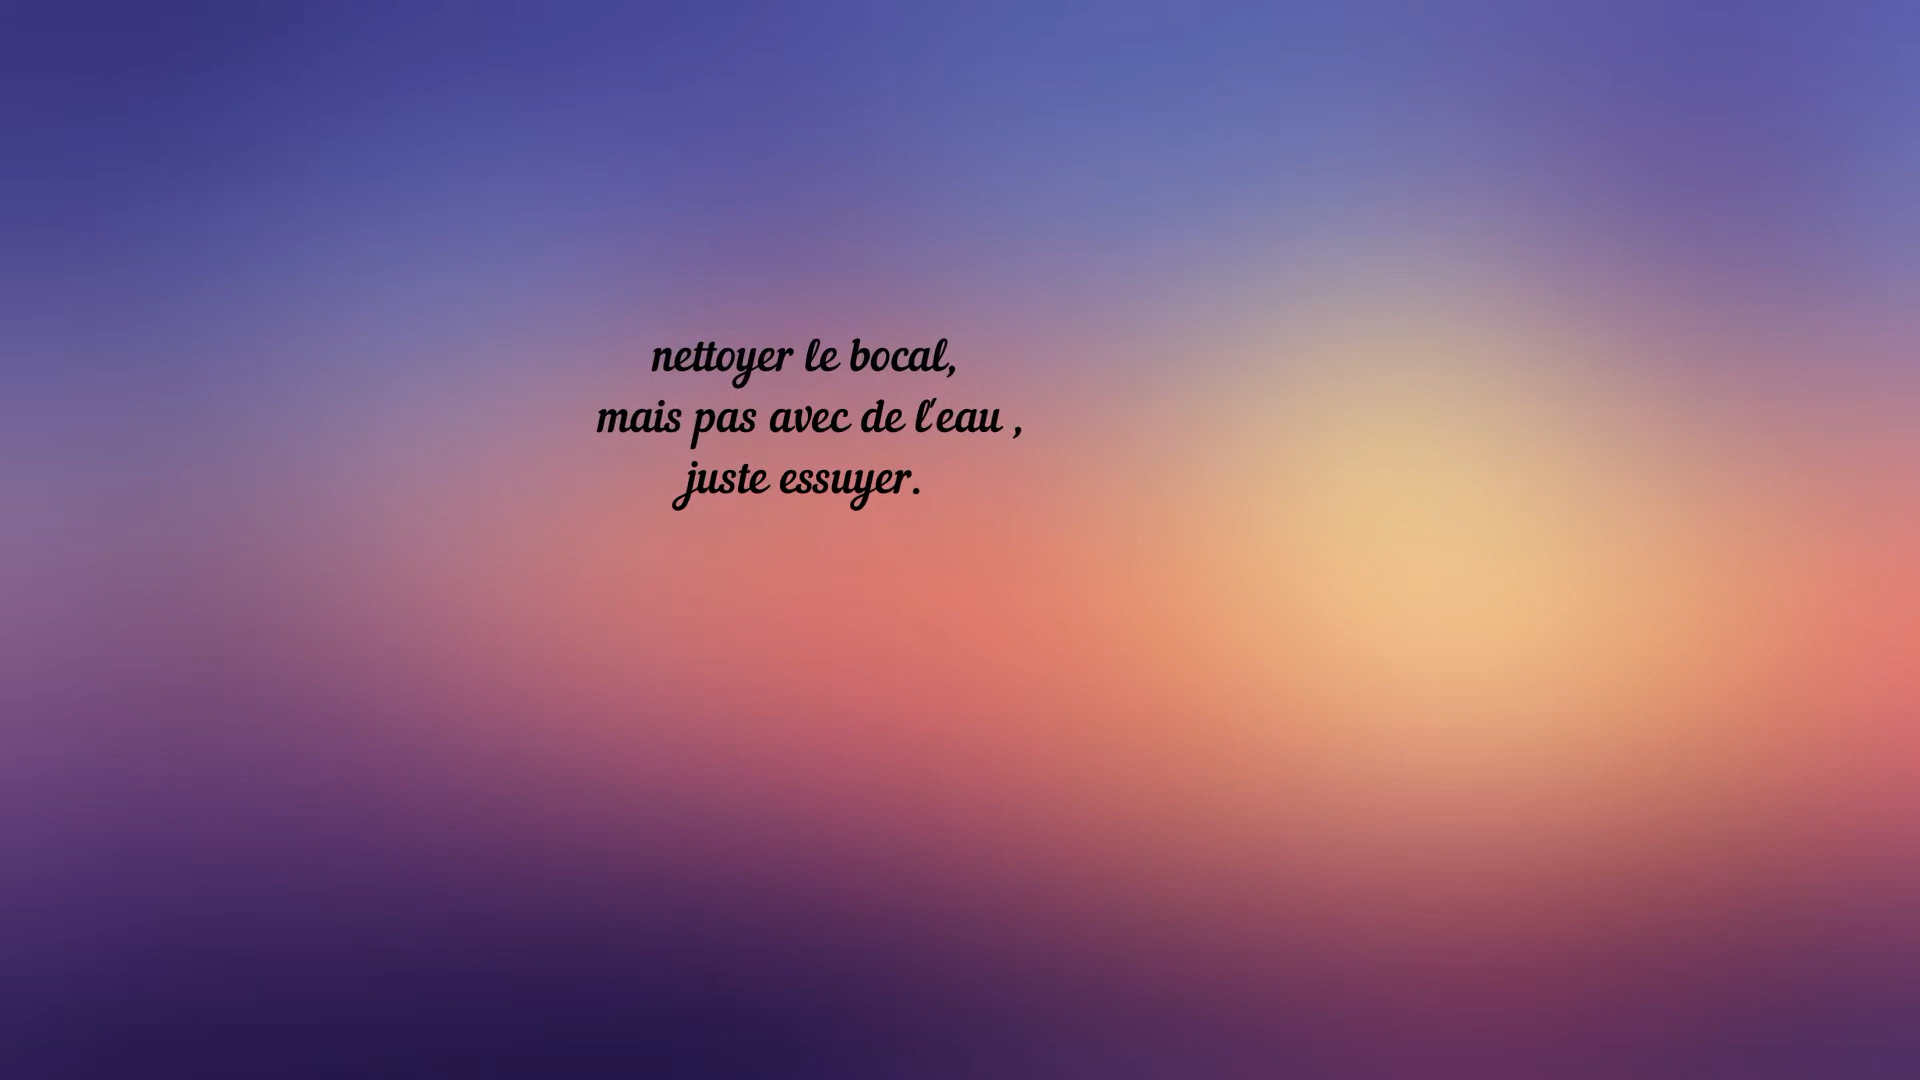 nettoyer le bocal,
mais pas avec de l'eau ,
juste essuyer.